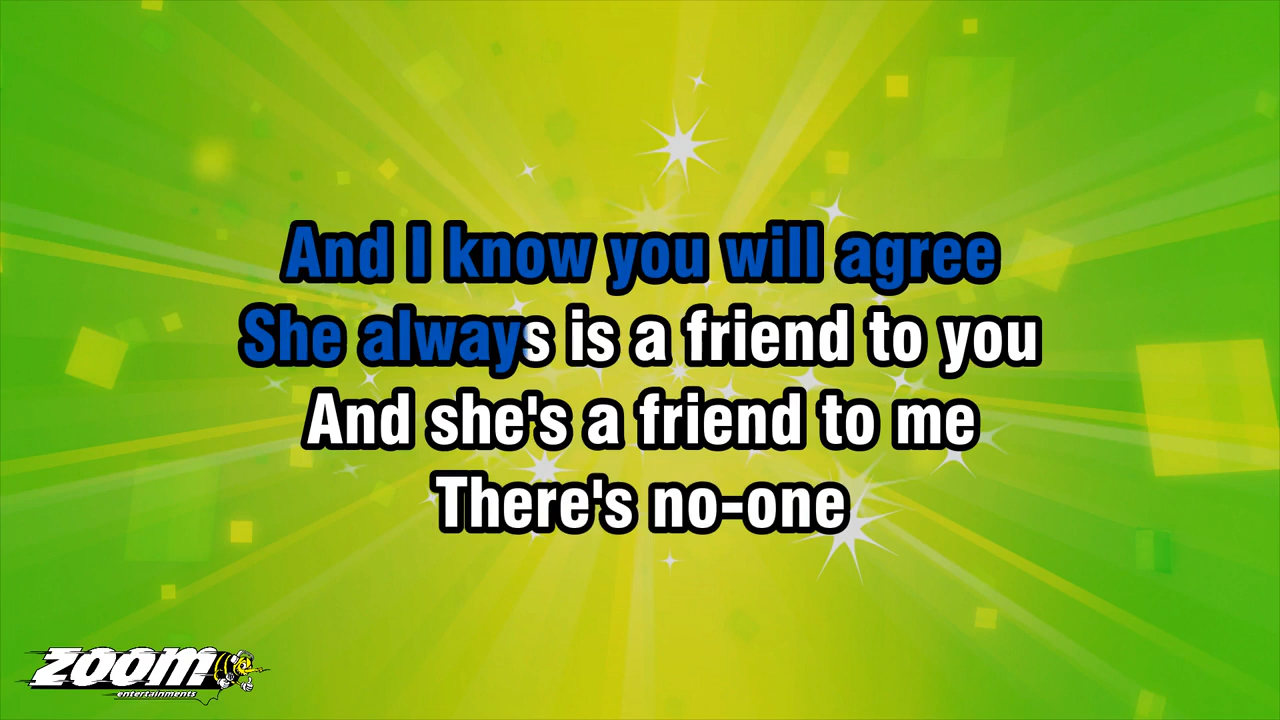 And I know you will agree
She always is a friend to you
And she's a friend to me
There's no-one
zoom
entertainments